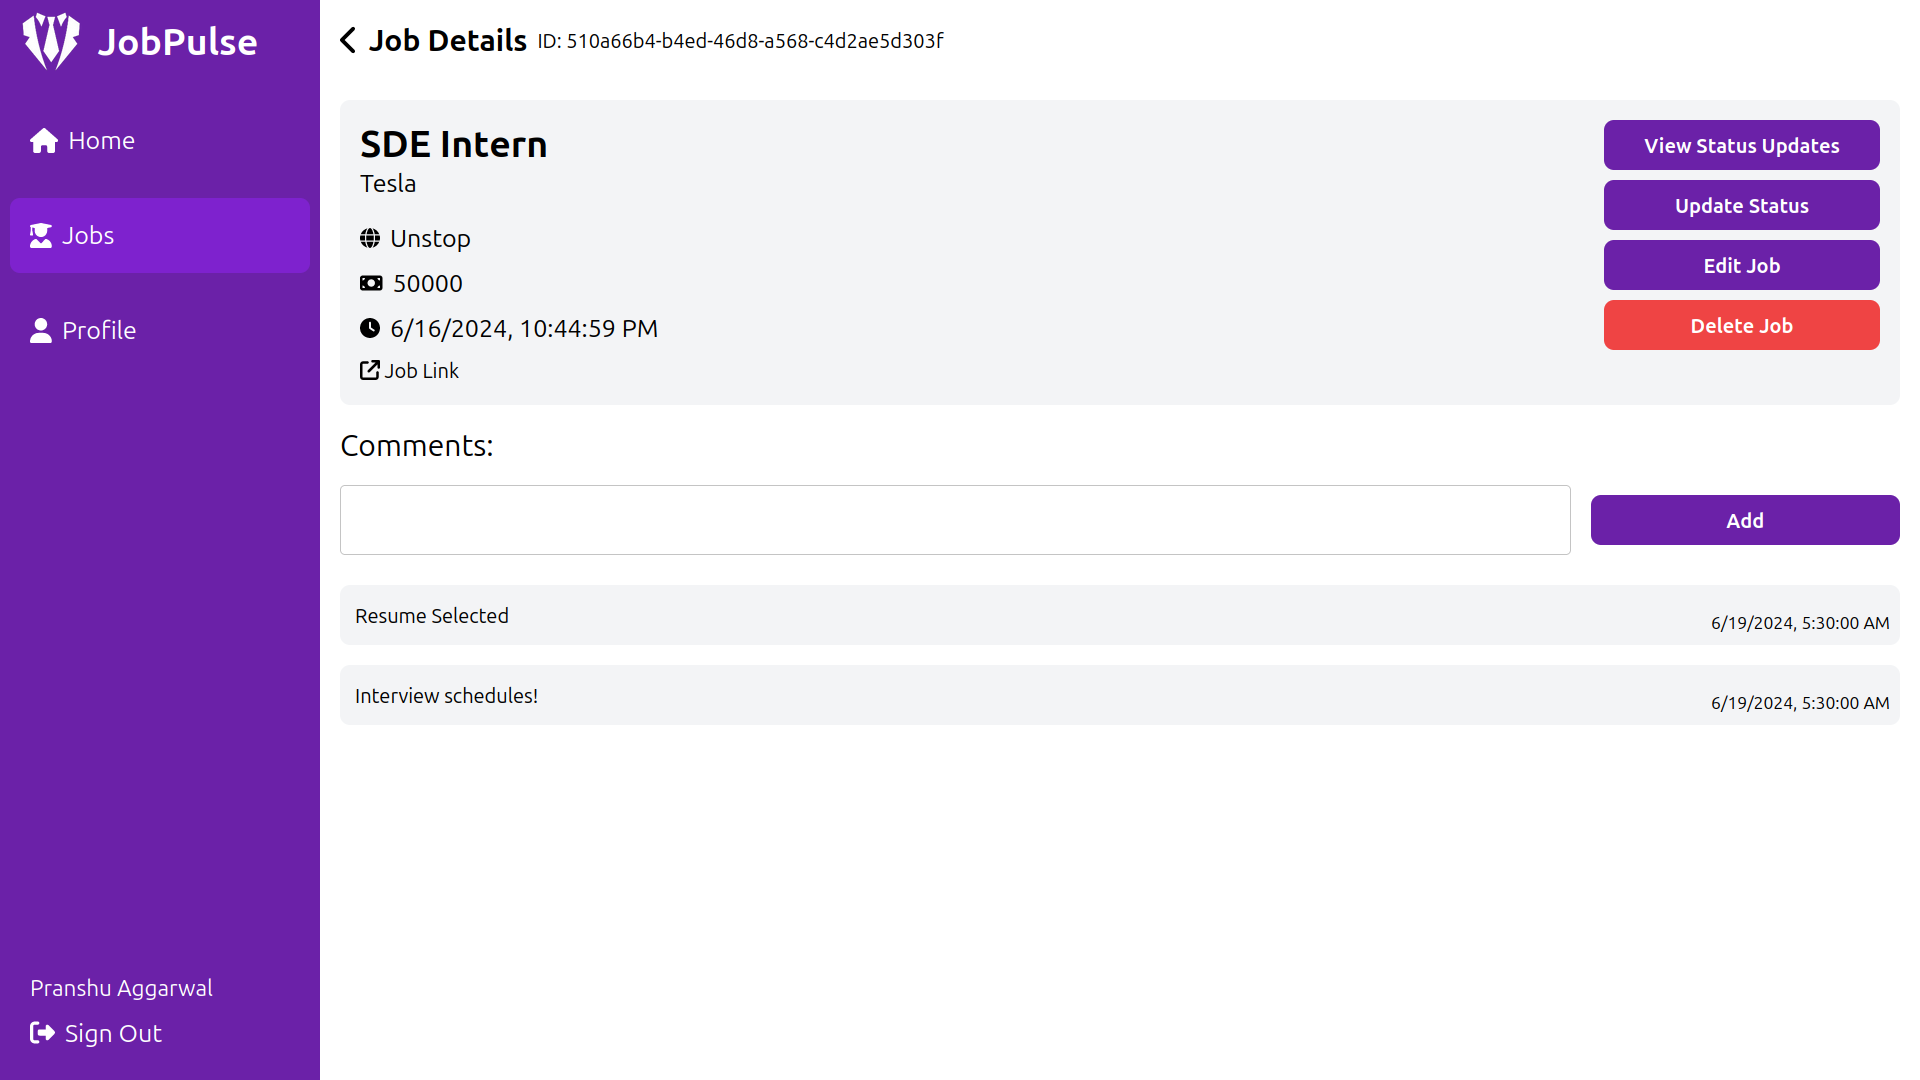 JobPulse
Home
Jobs
Profile
Pranshu Aggarwal
Sign Out
Job Details ID: 510a66b4-b4ed-46d8-a568-c4d2ae5d303f
SDE Intern
Tesla
Unstop
50000
6/16/2024, 10:44:59 PM
Job Link
View Status Updates
Update Status
Edit Job
Delete Job
Comments:
Add
Resume Selected 6/19/2024, 5:30:00 AM
Interview schedules! 6/19/2024, 5:30:00 AM